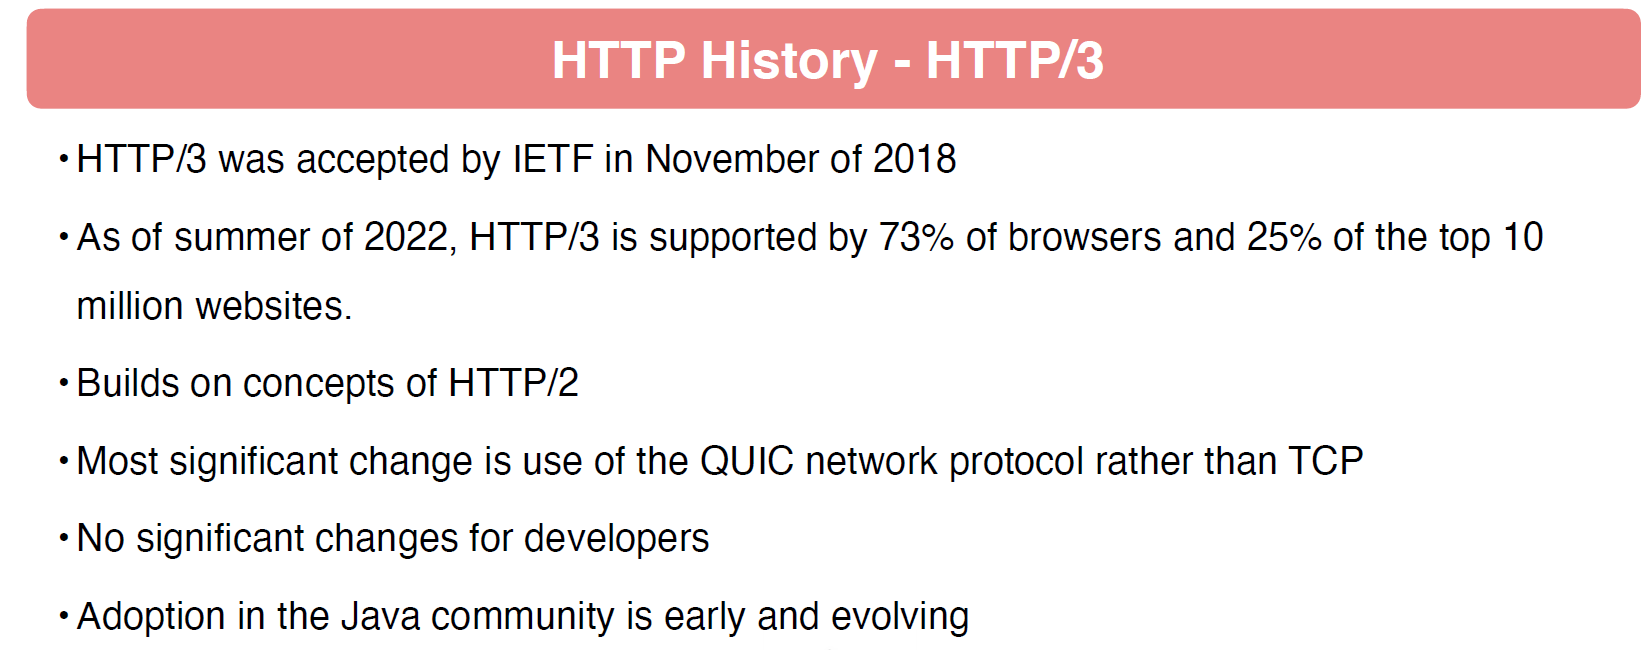 HTTP History - HTTP/3
• HTTP/3 was accepted by IETF in November of 2018
• As of summer of 2022, HTTP/3 is supported by 73% of browsers and 25% of the top 10
million websites.
• Builds on concepts of HTTP/2
• Most significant change is use of the QUIC network protocol rather than TCP
• No significant changes for developers
• Adoption in the Java community is early and evolving